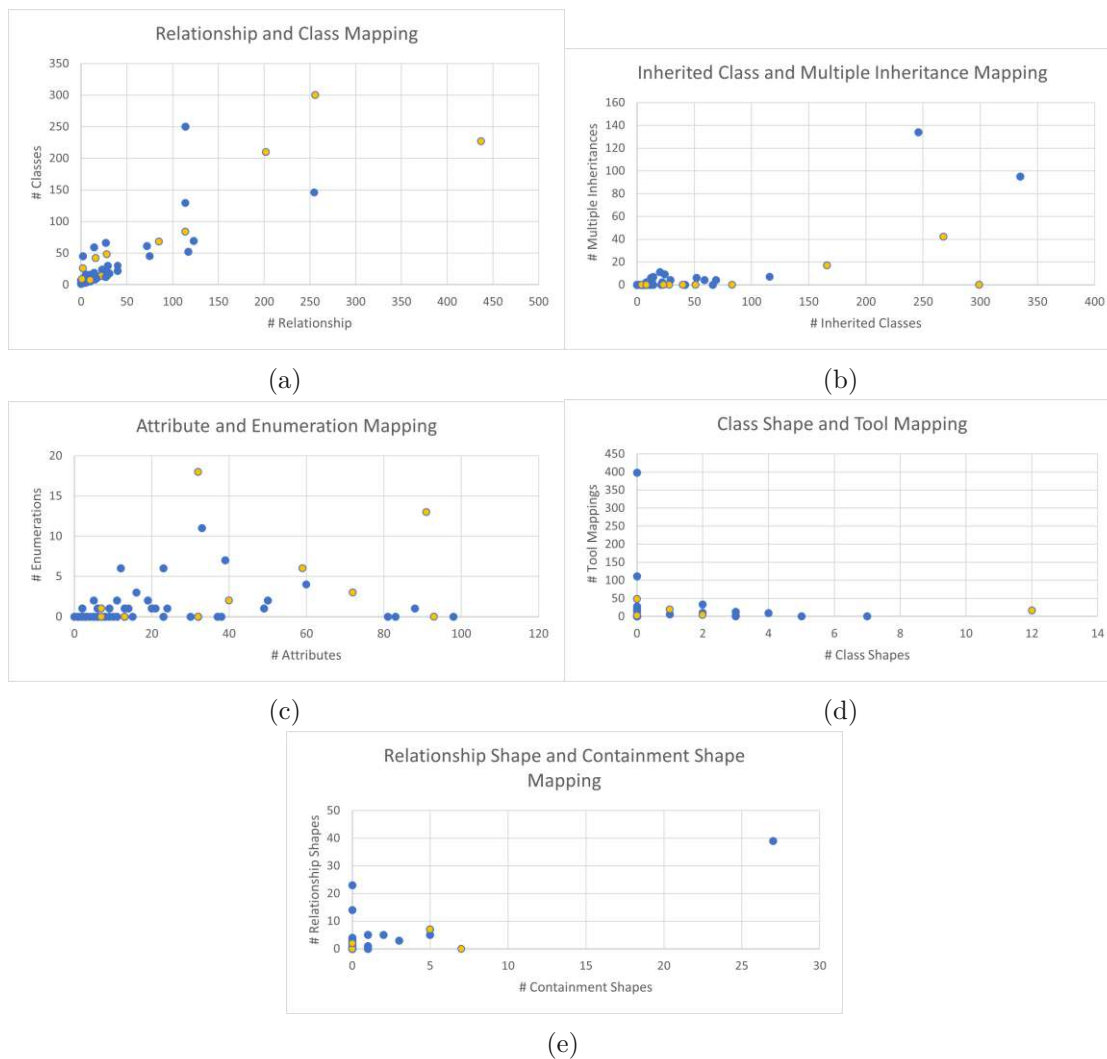 Relationship and Class Mapping
350
300
250
200
150
100
50
0
0 50 100 150 200 250 300 350 400 450 500
# Classes
# Relationship
(a)
Inherited Class and Multiple Inheritance Mapping
160
140
120
100
80
60
40
20
0
0 50 100 150 200 250 300 350 400
# Multiple Inheritances
# Inherited Classes
(b)
Attribute and Enumeration Mapping
20
15
10
5
0
0 20 40 60 80 100 120
# Enumerations
# Attributes
(c)
Class Shape and Tool Mapping
450
400
350
300
250
200
150
100
50
0
0 2 4 6 8 10 12 14
# Tool Mappings
# Class Shapes
(d)
Relationship Shape and Containment Shape
Mapping
50
40
30
20
10
0
0 5 10 15 20 25 30
# Relationship Shapes
# Containment Shapes
(e)